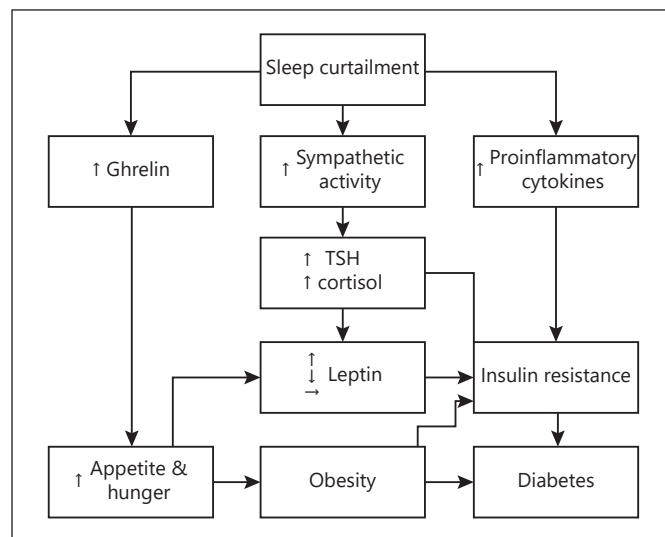 Sleep curtailment
↑ Ghrelin
↑ Sympathetic
activity
↑ Proinflammatory
cytokines
↑ TSH
↑ cortisol
↑
↓ Leptin
→
Insulin resistance
↑ Appetite &
hunger
Obesity
Diabetes